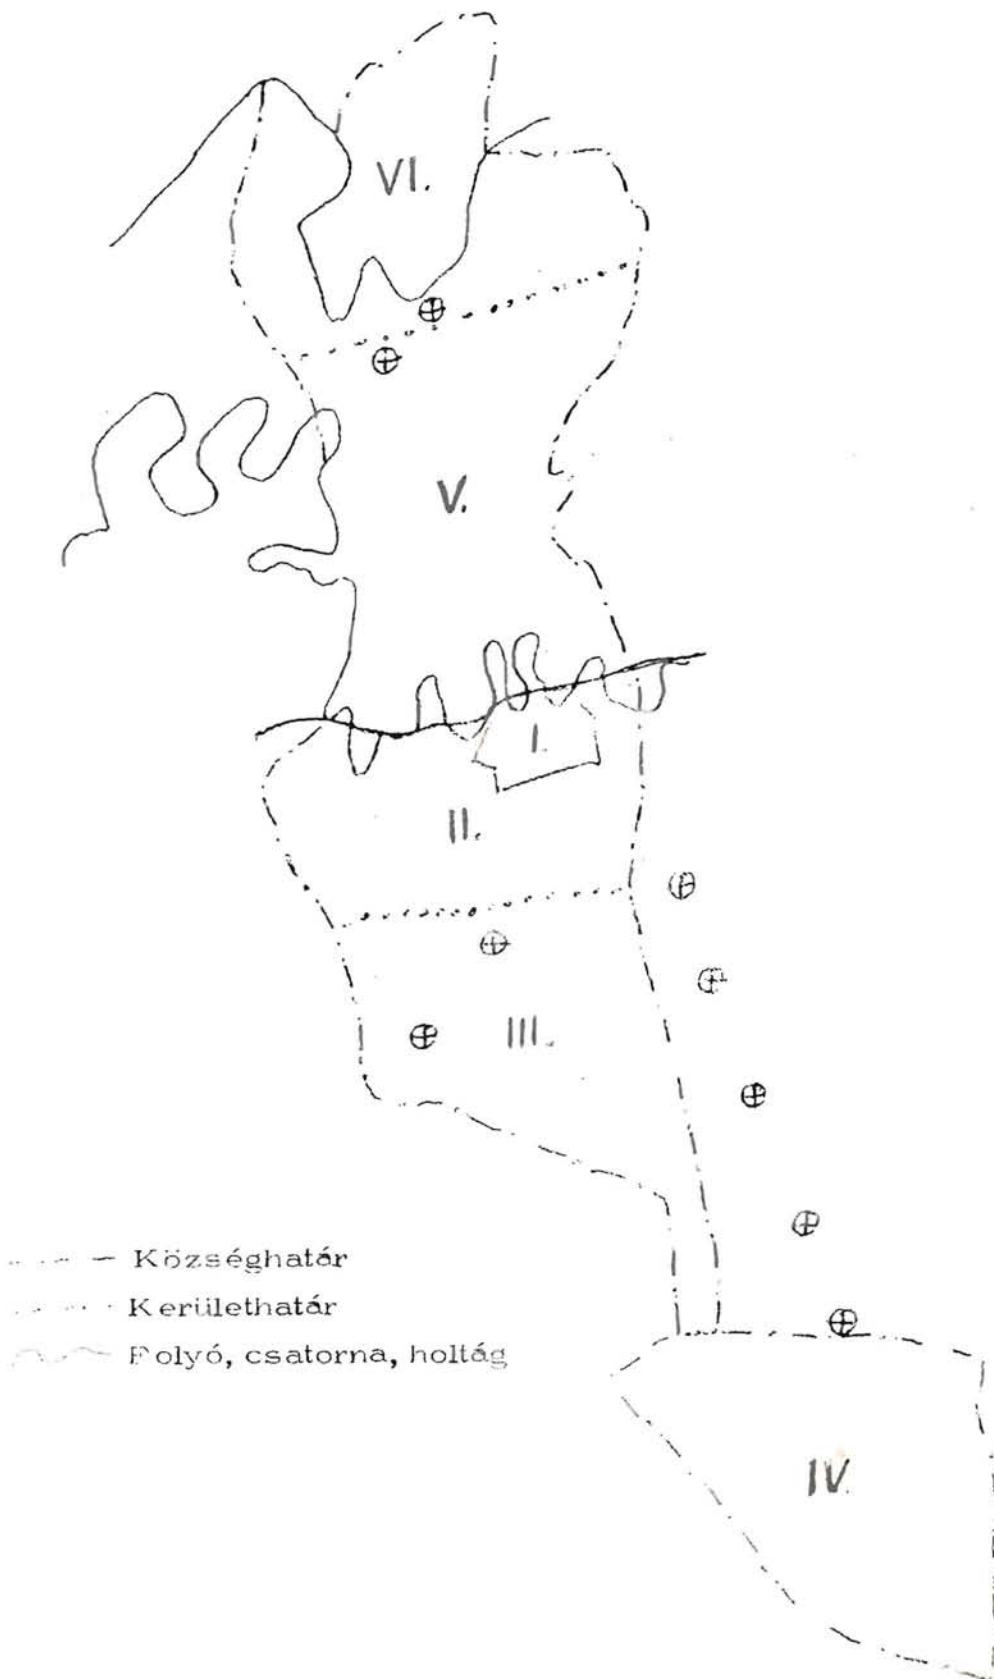 VI.
V.
I.
II.
III.
Községhatár
Kerülethatár
Folyó, csatorna, holtág
IV.